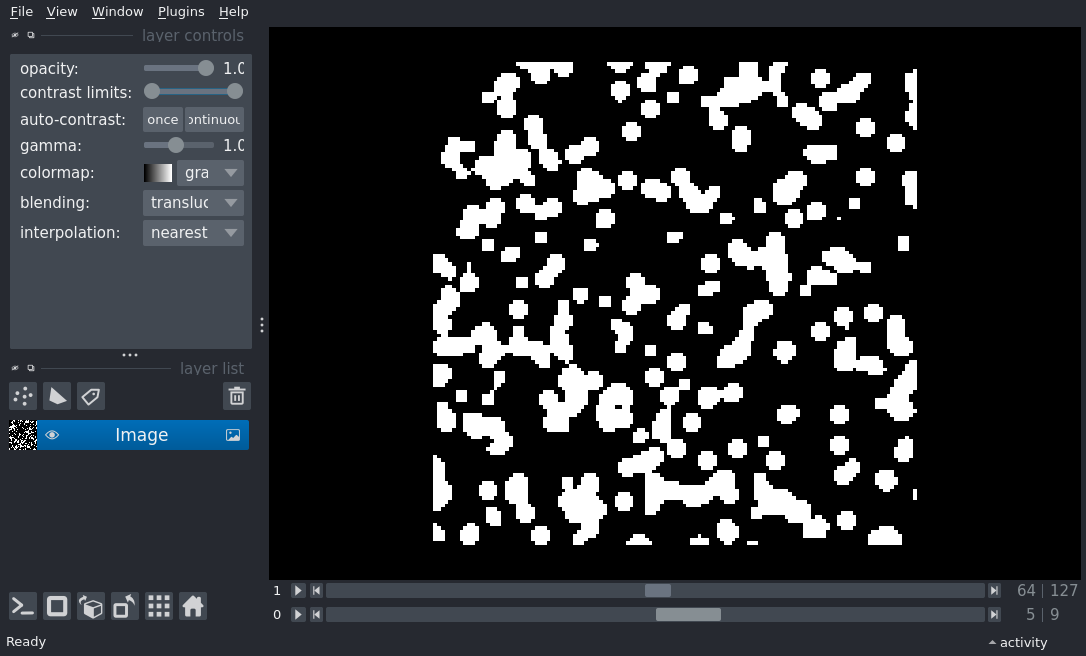 File View Window Plugins Help
layer controls
opacity: 1.0
contrast limits:
auto-contrast: once ontinuou
gamma: 1.0
colormap: gra
blending: transluc
interpolation: nearest
layer list
Image
1 64 | 127
0 5 | 9
Ready activity